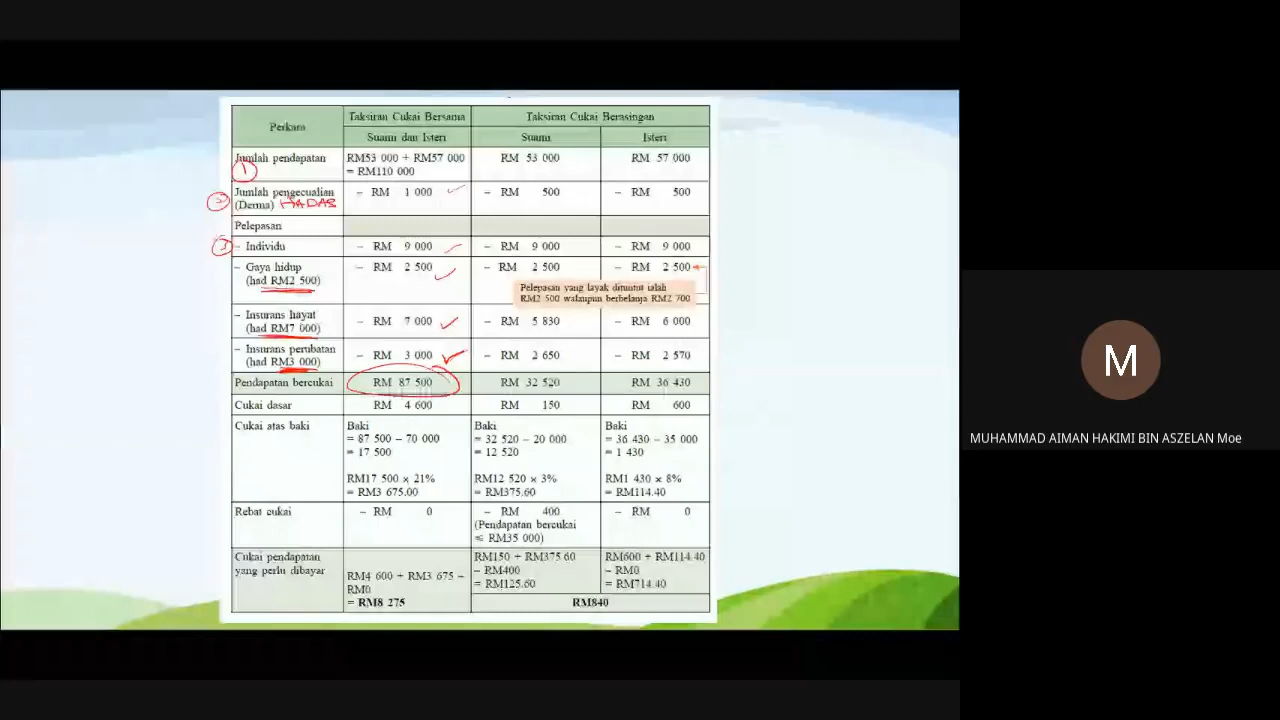 Perkara
Taksiran Cukai Bersama
Taksiran Cukai Berasingan
Suami dan Isteri
Suami
Isteri
Jumlah pendapatan
RM53 000 + RM57 000
= RM110 000
RM 53 000
RM 57 000
1
2
Jumlah pengecualian
(Derma) HADAS
– RM 1 000
– RM 500
– RM 500
Pelepasan
3
– Individu
– RM 9 000
– RM 9 000
– RM 9 000
– Gaya hidup
(had RM2 500)
– RM 2 500
– RM 2 500
– RM 2 500
Pelepasan yang layak dituntut ialah
RM2 500 walaupun berbelanja RM2 700
– Insurans hayat
(had RM7 000)
– RM 7 000
– RM 5 830
– RM 6 000
– Insurans perubatan
(had RM3 000)
– RM 3 000
– RM 2 650
– RM 2 570
Pendapatan bercukai
RM 87 500
RM 32 520
RM 36 430
Cukai dasar
RM 4 600
RM 150
RM 600
Cukai atas baki
Baki
= 87 500 – 70 000
= 17 500
RM17 500 × 21%
= RM3 675.00
Baki
= 32 520 – 20 000
= 12 520
RM12 520 × 3%
= RM375.60
Baki
= 36 430 – 35 000
= 1 430
RM1 430 × 8%
= RM114.40
Rebat cukai
– RM 0
– RM 400
(Pendapatan bercukai
≤ RM35 000)
– RM 0
Cukai pendapatan
yang perlu dibayar
RM4 600 + RM3 675 –
RM0
= RM8 275
RM150 + RM375.60
– RM400
= RM125.60
RM600 + RM114.40
– RM0
= RM714.40
RM840
M
MUHAMMAD AIMAN HAKIMI BIN ASZELAN Moe